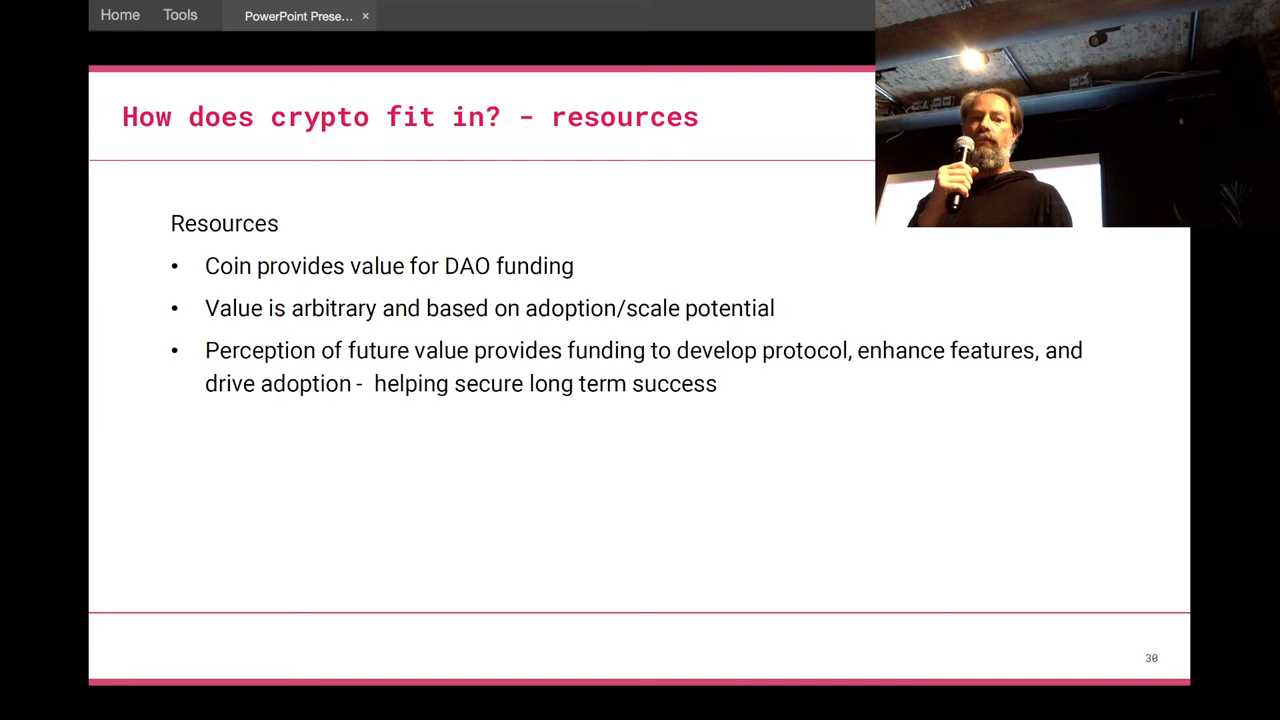 Home Tools PowerPoint Prese... ×
How does crypto fit in? - resources
Resources
• Coin provides value for DAO funding
• Value is arbitrary and based on adoption/scale potential
• Perception of future value provides funding to develop protocol, enhance features, and
drive adoption - helping secure long term success
30